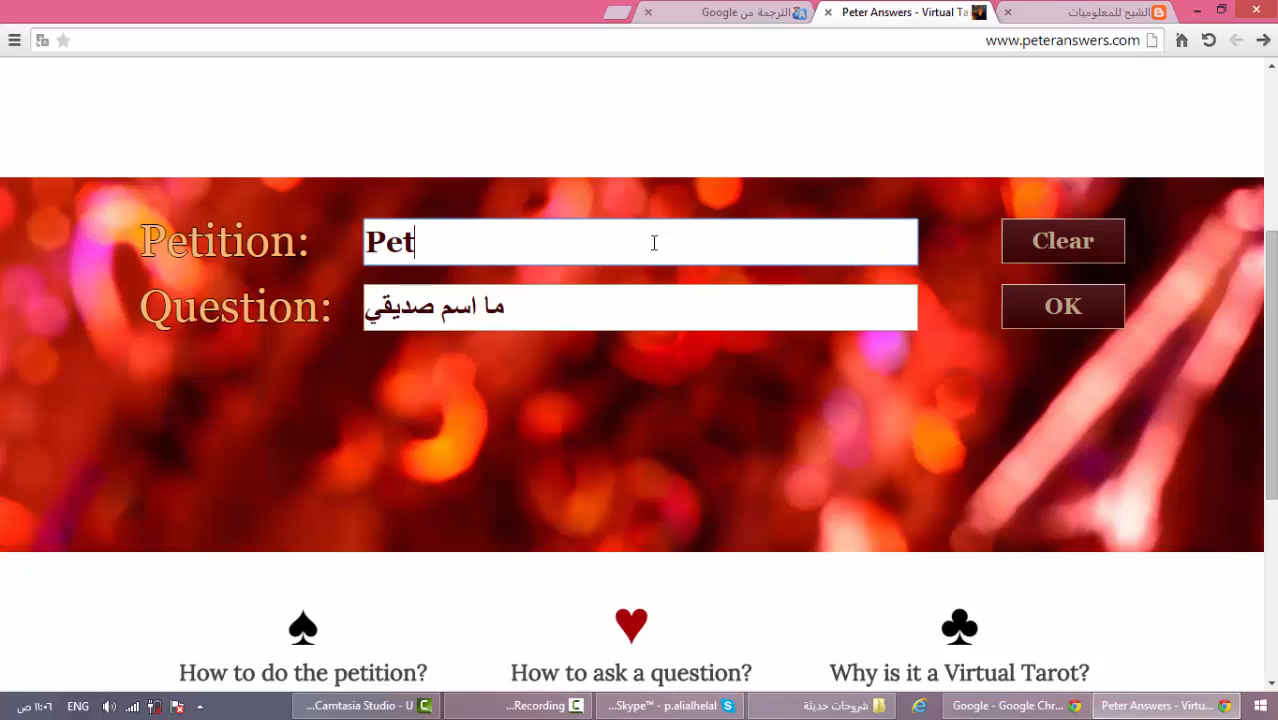 الترجمة من Google
Peter Answers - Virtual Ta
الشيخ للمعلوميات
www.peteranswers.com
Petition:
Pet
Clear
Question:
ما اسم صديقي
OK
How to do the petition?
How to ask a question?
Why is it a Virtual Tarot?
١١:٠٦ ص
ENG
...Camtasia Studio - U
...Recording
...Skype™ - p.alialhelal
شروحات حديثة
Google - Google Chr...
Peter Answers - Virtu...